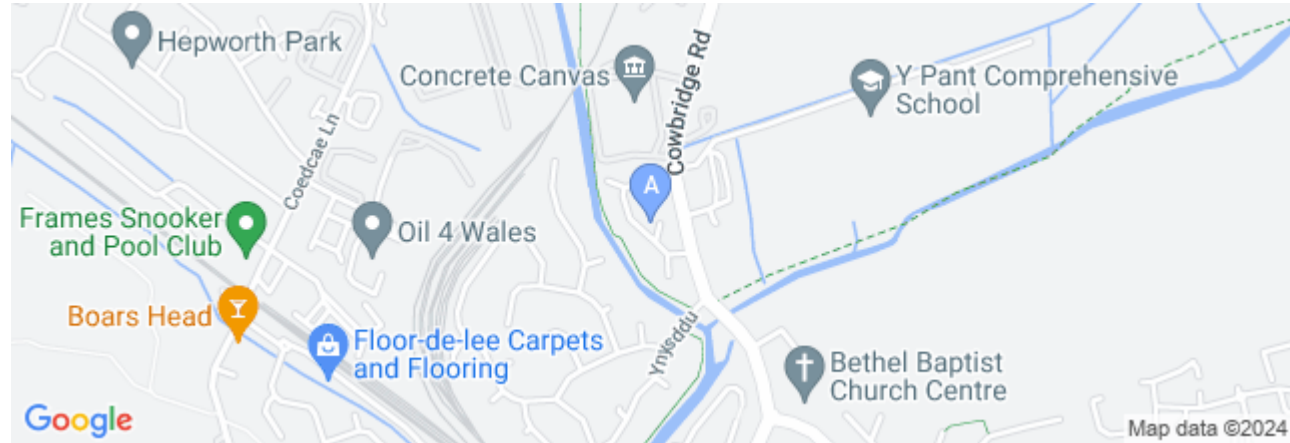 Hepworth Park
Concrete Canvas
Cowbridge Rd
Y Pant Comprehensive
School
Coedcae Ln
A
Frames Snooker
and Pool Club
Oil 4 Wales
Boars Head
Floor-de-lee Carpets
and Flooring
Ynysddu
Bethel Baptist
Church Centre
Google
Map data ©2024